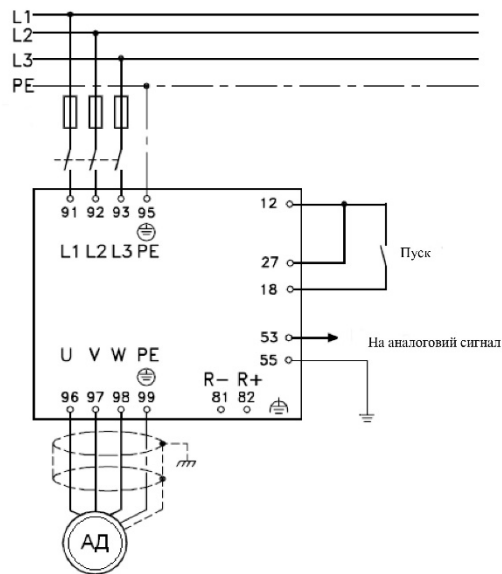 L1
L2
L3
PE
91 92 93 95
12
L1 L2 L3 PE
27
Пуск
18
53
На аналоговий сигнал
55
U V W PE
R- R+
96 97 98 99
81 82
АД